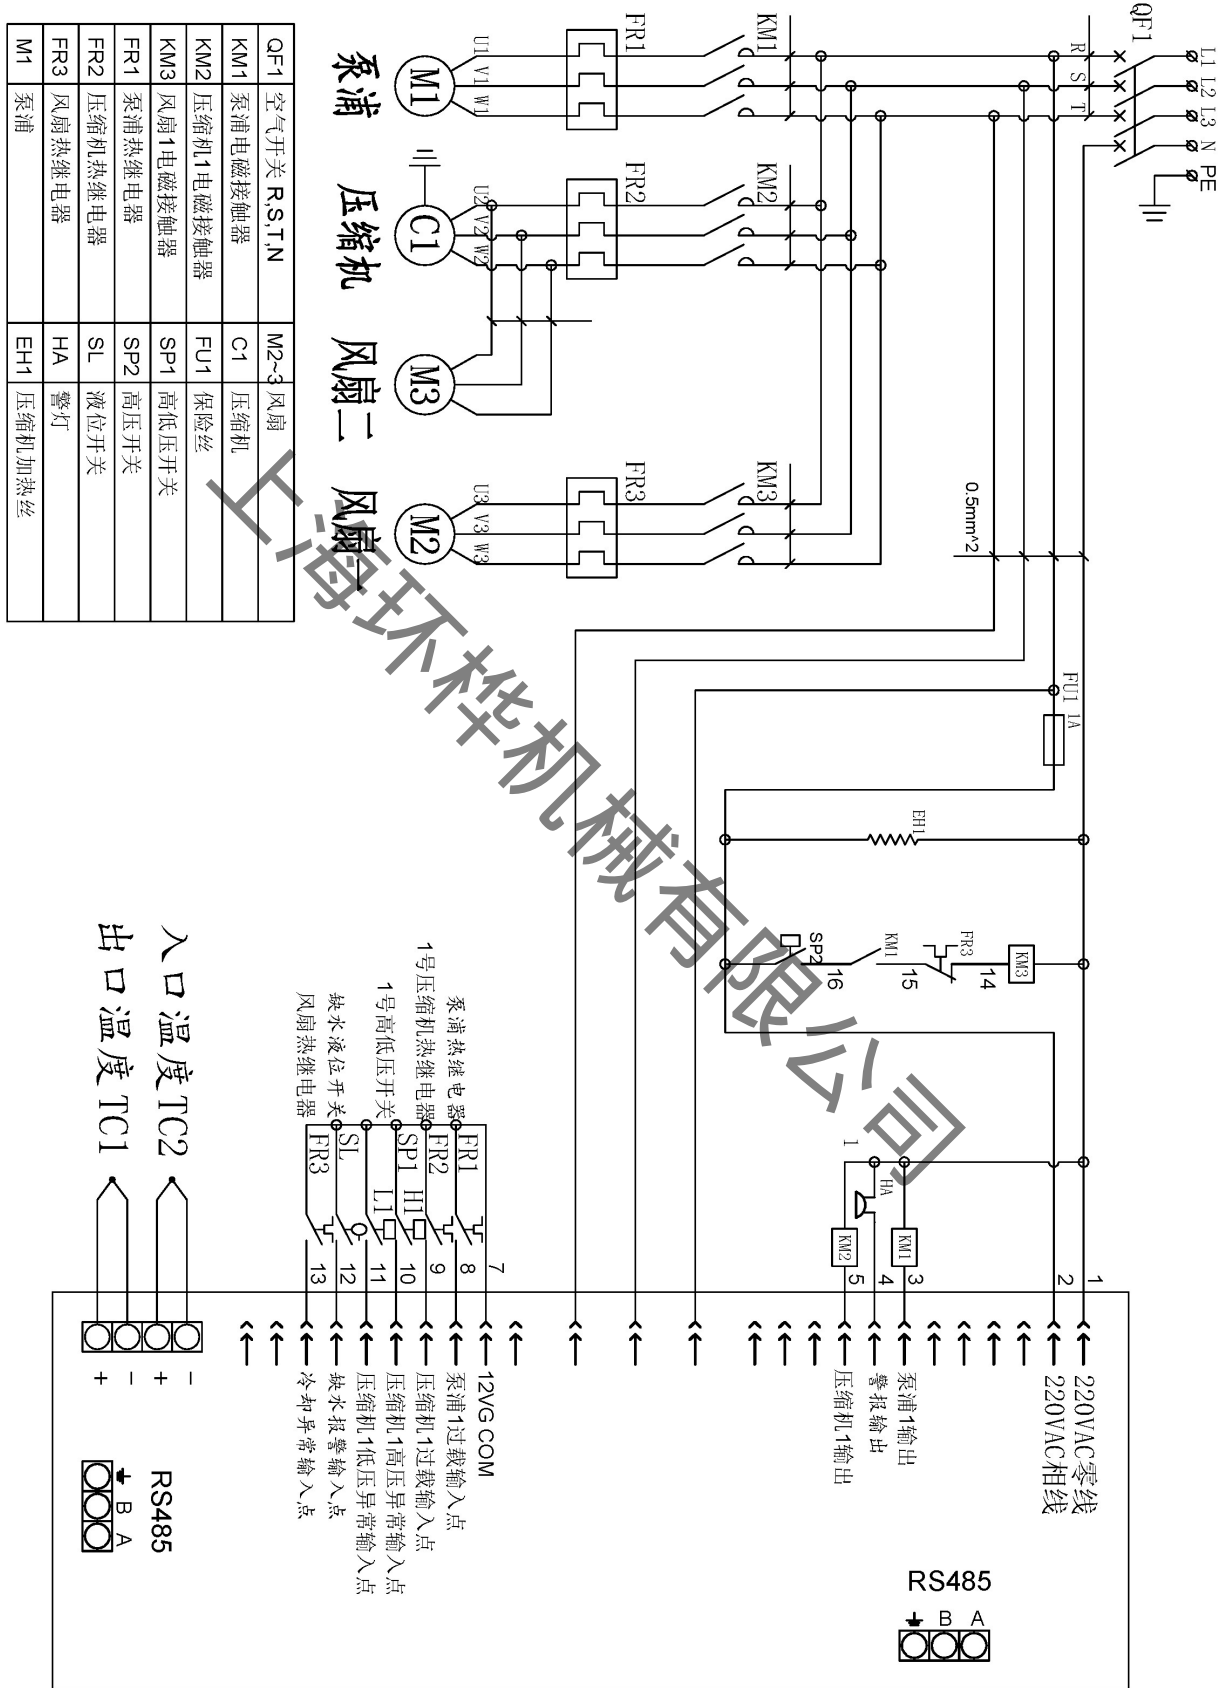 QF1
L1
L2
L3
N
PE
R
S
T
KM1
FR1
U1 V1 W1
M1
泵浦
KM2
FR2
U2 V2 W2
C1
压缩机
M3
风扇二
KM3
FR3
U3 V3 W3
M2
风扇一
0.5mm^2
FU1 1A
EH1
KM3
14
FR3
15
KM1
16
SP2
1
HA
KM1
KM2
1
2
3
4
5
220VAC零线
220VAC相线
泵浦1输出
警报输出
压缩机1输出
泵浦热继电器
1号压缩机热继电器
1号高低压开关
缺水液位开关
风扇热继电器
FR1
FR2
SP1
H1
L1
SL
FR3
7
8
9
10
11
12
13
12VG COM
泵浦1过载输入点
压缩机1过载输入点
压缩机1高压异常输入点
压缩机1低压异常输入点
缺水报警输入点
冷却异常输入点
入口温度TC2
出口温度TC1
－
＋
－
＋
RS485
B A
RS485
B A
QF1 空气开关 R,S,T,N M2~3 风扇
KM1 泵浦电磁接触器 C1 压缩机
KM2 压缩机1电磁接触器 FU1 保险丝
KM3 风扇1电磁接触器 SP1 高低压开关
FR1 泵浦热继电器 SP2 高压开关
FR2 压缩机热继电器 SL 液位开关
FR3 风扇热继电器 HA 警灯
M1 泵浦 EH1 压缩机加热丝
上海环桦机械有限公司